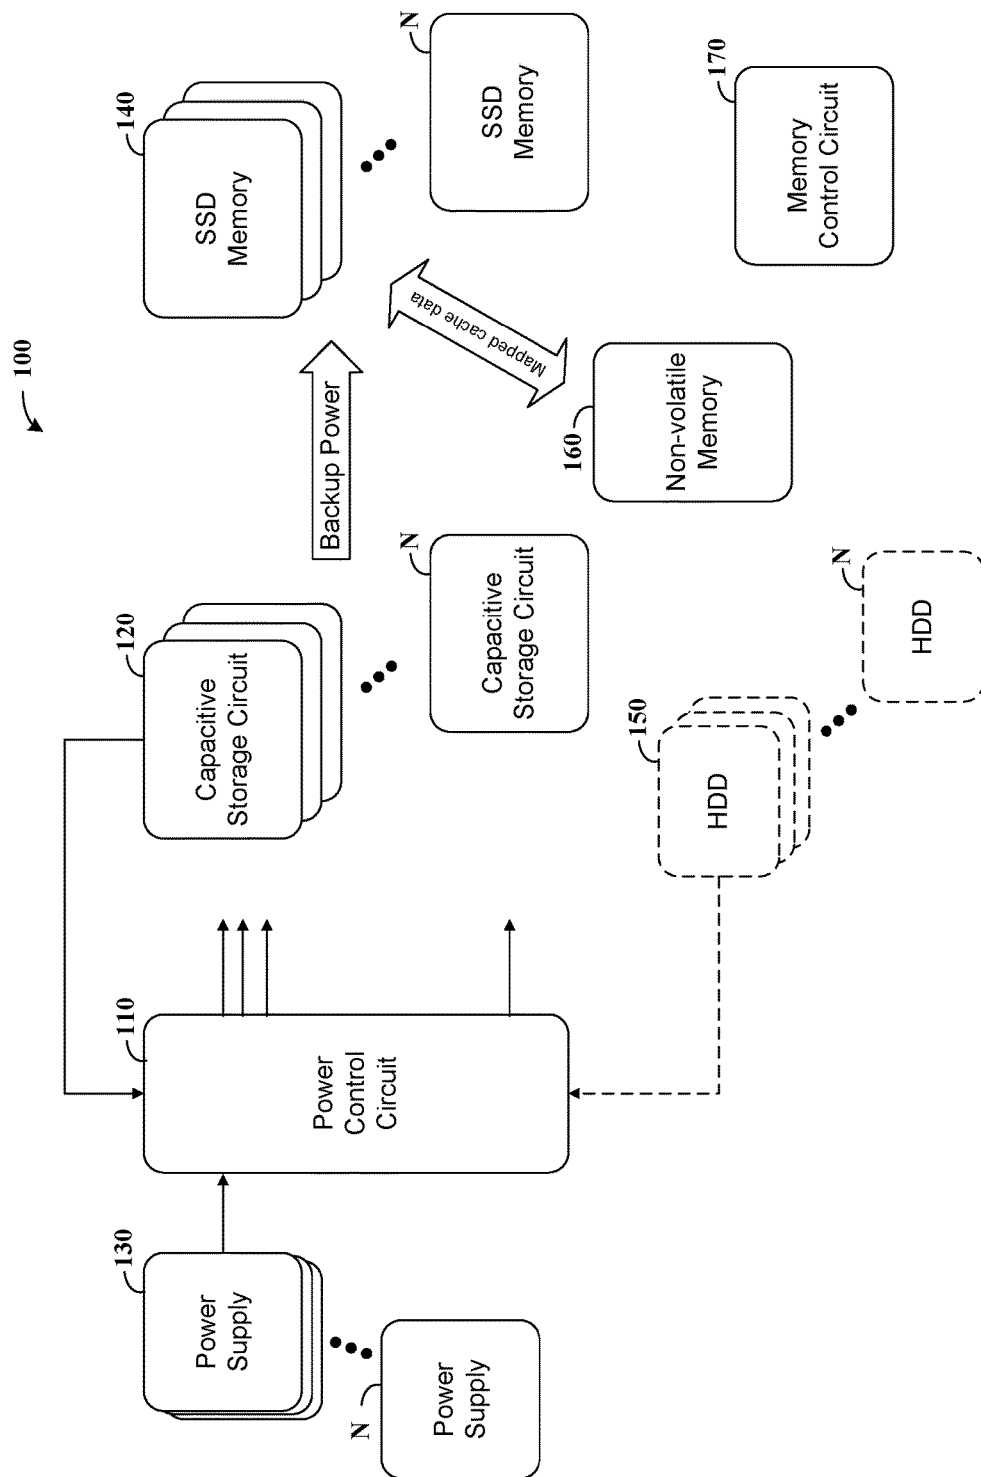 100
130
Power
Supply
N
Power
Supply
110
Power
Control
Circuit
120
Capacitive
Storage Circuit
N
Capacitive
Storage Circuit
Backup Power
140
SSD
Memory
N
SSD
Memory
Mapped cache data
150
HDD
N
HDD
160
Non-volatile
Memory
170
Memory
Control Circuit